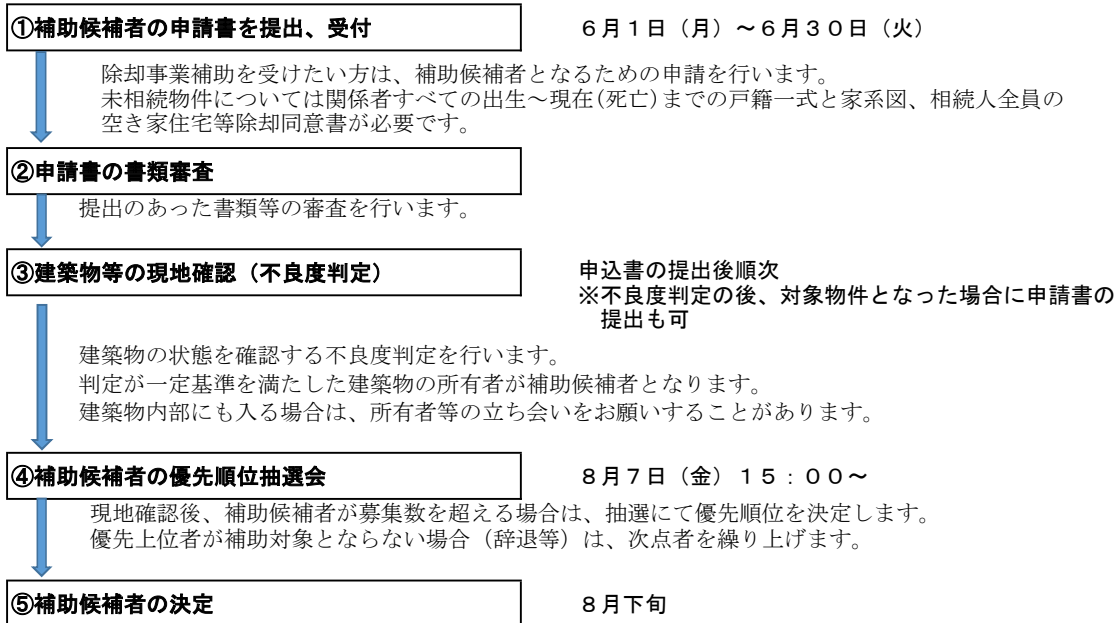 ①補助候補者の申請書を提出、受付
６月１日（月）～６月３０日（火）
除却事業補助を受けたい方は、補助候補者となるための申請を行います。
未相続物件については関係者すべての出生～現在(死亡)までの戸籍一式と家系図、相続人全員の
空き家住宅等除却同意書が必要です。
②申請書の書類審査
提出のあった書類等の審査を行います。
③建築物等の現地確認（不良度判定）
申込書の提出後順次
※不良度判定の後、対象物件となった場合に申請書の
提出も可
建築物の状態を確認する不良度判定を行います。
判定が一定基準を満たした建築物の所有者が補助候補者となります。
建築物内部にも入る場合は、所有者等の立ち会いをお願いすることがあります。
④補助候補者の優先順位抽選会
８月７日（金）１５：００～
現地確認後、補助候補者が募集数を超える場合は、抽選にて優先順位を決定します。
優先上位者が補助対象とならない場合（辞退等）は、次点者を繰り上げます。
⑤補助候補者の決定
８月下旬